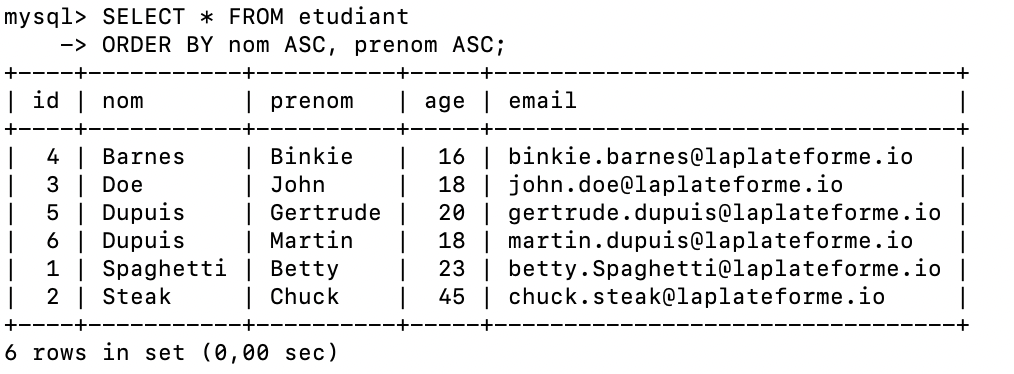 mysql> SELECT * FROM etudiant
    -> ORDER BY nom ASC, prenom ASC;
+----+-----------+----------+-----+---------------------------------+
| id | nom       | prenom   | age | email                           |
+----+-----------+----------+-----+---------------------------------+
|  4 | Barnes    | Binkie   |  16 | binkie.barnes@laplateforme.io   |
|  3 | Doe       | John     |  18 | john.doe@laplateforme.io        |
|  5 | Dupuis    | Gertrude |  20 | gertrude.dupuis@laplateforme.io |
|  6 | Dupuis    | Martin   |  18 | martin.dupuis@laplateforme.io   |
|  1 | Spaghetti | Betty    |  23 | betty.Spaghetti@laplateforme.io |
|  2 | Steak     | Chuck    |  45 | chuck.steak@laplateforme.io     |
+----+-----------+----------+-----+---------------------------------+
6 rows in set (0,00 sec)